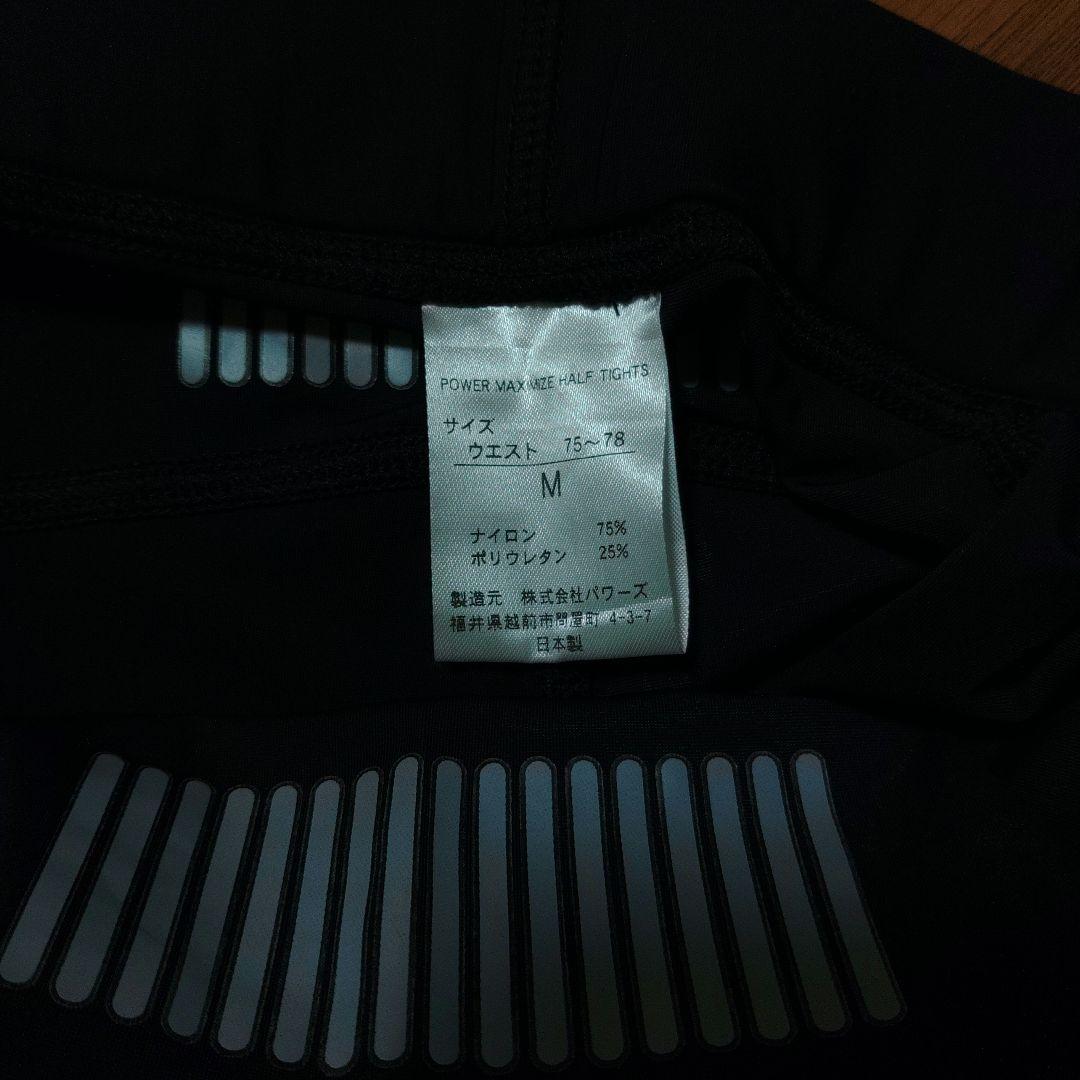 POWER MAXIMIZE HALF TIGHTS
サイズ
ウエスト 75～78
M
ナイロン 75%
ポリウレタン 25%
製造元 株式会社パワーズ
福井県越前市問屋町 4-3-7
日本製